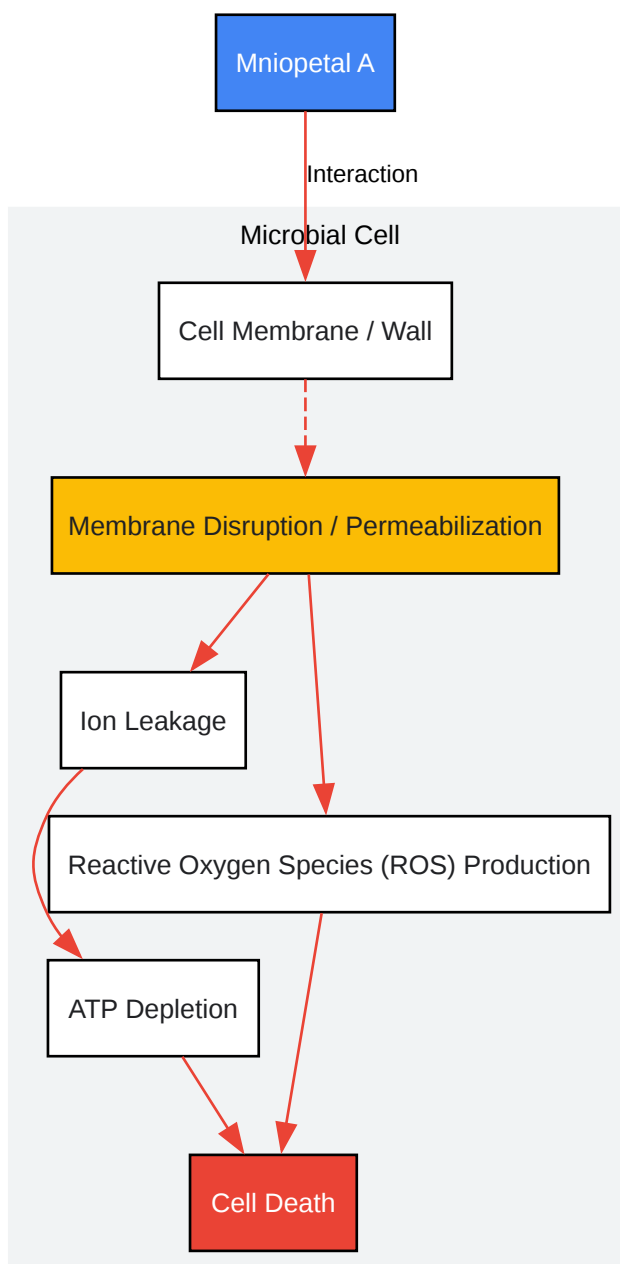 Mniopetal A
Interaction
Microbial Cell
Cell Membrane / Wall
Membrane Disruption / Permeabilization
Ion Leakage
Reactive Oxygen Species (ROS) Production
ATP Depletion
Cell Death